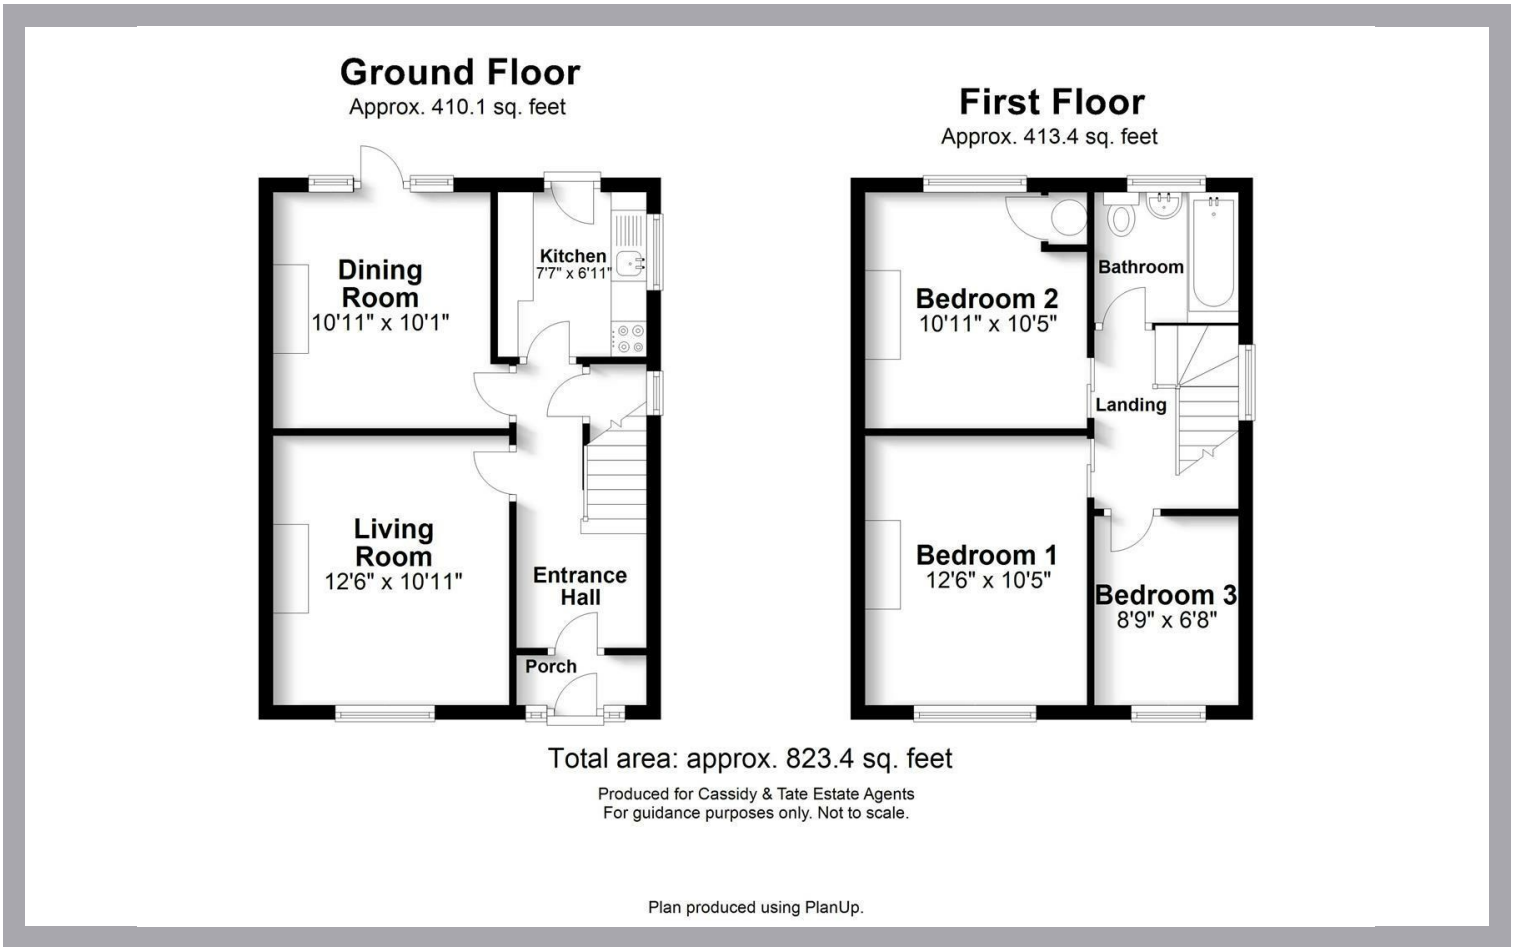 Ground Floor
Approx. 410.1 sq. feet
Dining
Room
10'11" x 10'1"
Kitchen
7'7" x 6'11"
Living
Room
12'6" x 10'11"
Entrance
Hall
Porch
First Floor
Approx. 413.4 sq. feet
Bedroom 2
10'11" x 10'5"
Bathroom
Landing
Bedroom 1
12'6" x 10'5"
Bedroom 3
8'9" x 6'8"
Total area: approx. 823.4 sq. feet
Produced for Cassidy & Tate Estate Agents
For guidance purposes only. Not to scale.
Plan produced using PlanUp.